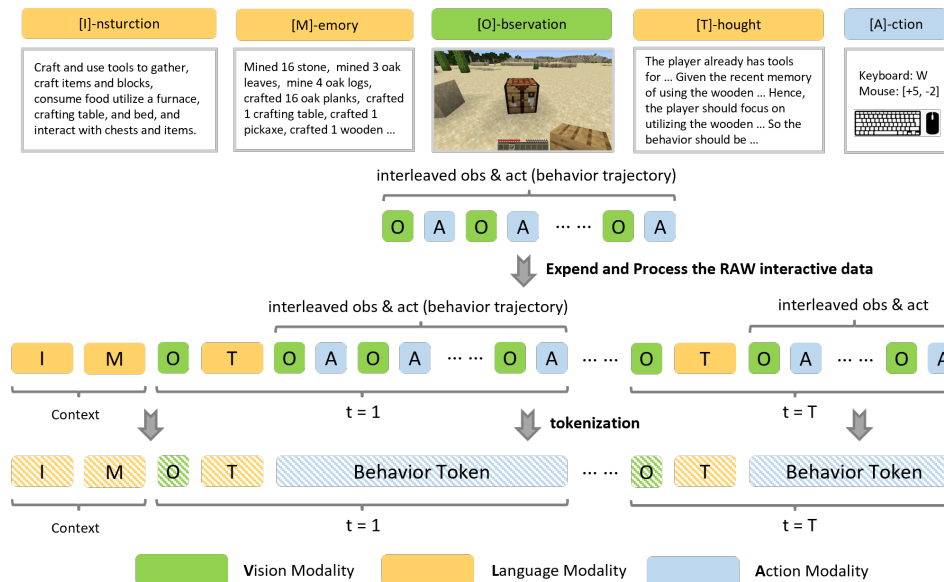 [I]-nsturction
[M]-emory
[O]-bservation
[T]-hought
[A]-ction
Craft and use tools to gather,
craft items and blocks,
consume food utilize a furnace,
crafting table, and bed, and
interact with chests and items.
Mined 16 stone, mined 3 oak
leaves, mine 4 oak logs,
crafted 16 oak planks, crafted
1 crafting table, crafted 1
pickaxe, crafted 1 wooden ...
The player already has tools
for ... Given the recent memory
of using the wooden ... Hence,
the player should focus on
utilizing the wooden ... So the
behavior should be ...
Keyboard: W
Mouse: [+5, -2]
interleaved obs & act (behavior trajectory)
O A O A ... ... O A
Expend and Process the RAW interactive data
interleaved obs & act (behavior trajectory)
interleaved obs & act
I M O T O A O A ... ... O A ... ... O T O A ... ... O A
Context
t = 1
t = T
tokenization
I M O T Behavior Token ... ... O T Behavior Token
Context
t = 1
t = T
Vision Modality
Language Modality
Action Modality